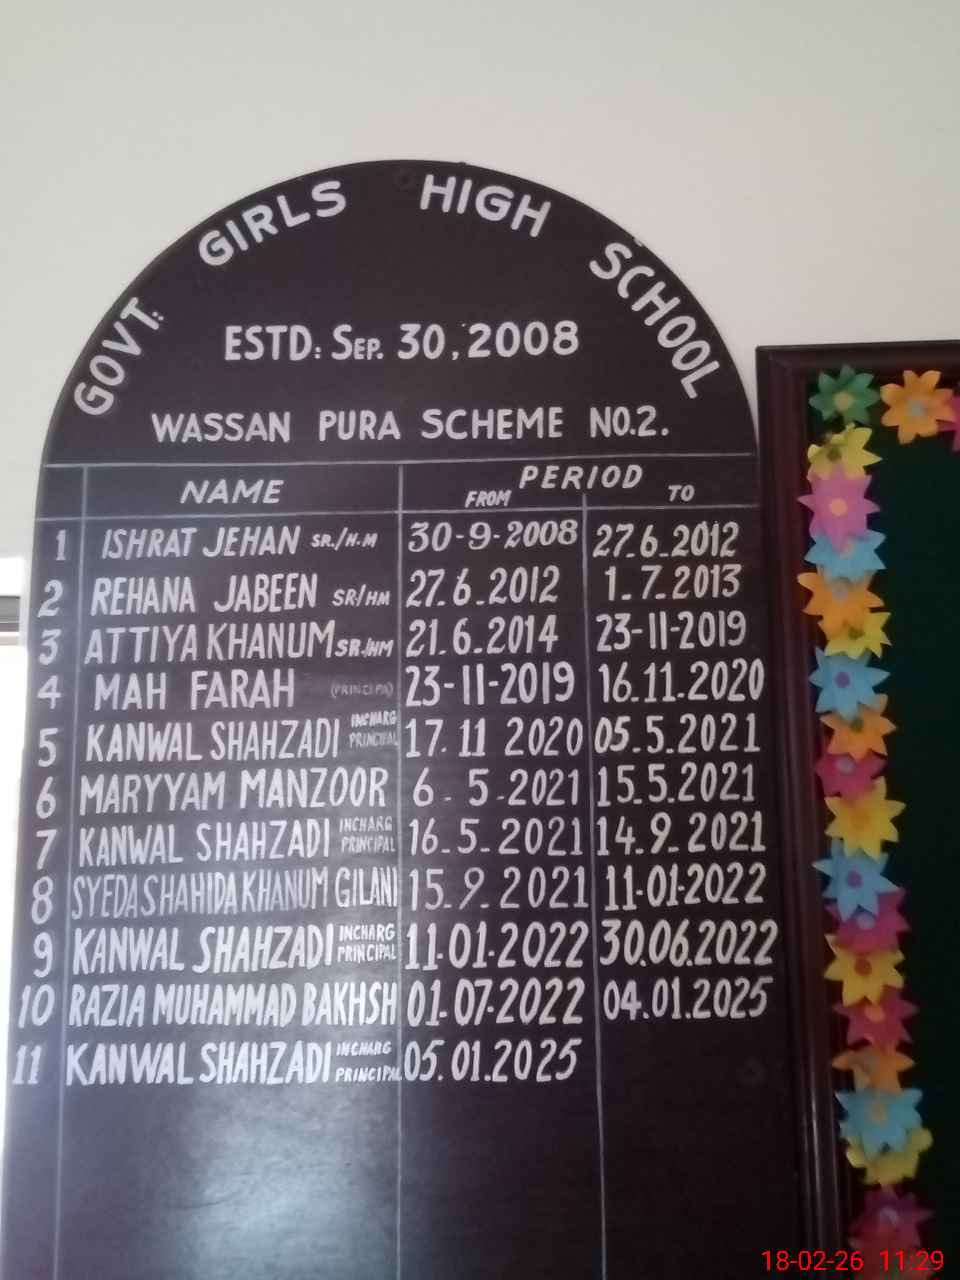 GOVT: GIRLS HIGH SCHOOL
ESTD: SEP. 30, 2008
WASSAN PURA SCHEME NO.2.
NAME PERIOD
FROM TO
1 ISHRAT JEHAN SR./H.M 30-9-2008 27.6.2012
2 REHANA JABEEN SR/HM 27.6.2012 1.7.2013
3 ATTIYA KHANUM SR./HM 21.6.2014 23-11-2019
4 MAH FARAH (PRINCIPA) 23-11-2019 16.11.2020
5 KANWAL SHAHZADI INCHARG PRINCIPAL 17.11 2020 05.5.2021
6 MARYYAM MANZOOR 6.5.2021 15.5.2021
7 KANWAL SHAHZADI INCHARG PRINCIPAL 16.5.2021 14.9.2021
8 SYEDA SHAHIDA KHANUM GILANI 15.9.2021 11-01-2022
9 KANWAL SHAHZADI INCHARG PRINCIPAL 11-01-2022 30.06.2022
10 RAZIA MUHAMMAD BAKHSH 01-07-2022 04.01.2025
11 KANWAL SHAHZADI INCHARG PRINCIPAL 05.01.2025
18-02-26 11:29